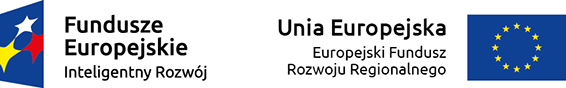 Fundusze
Europejskie
Inteligentny Rozwój
Unia Europejska
Europejski Fundusz
Rozwoju Regionalnego